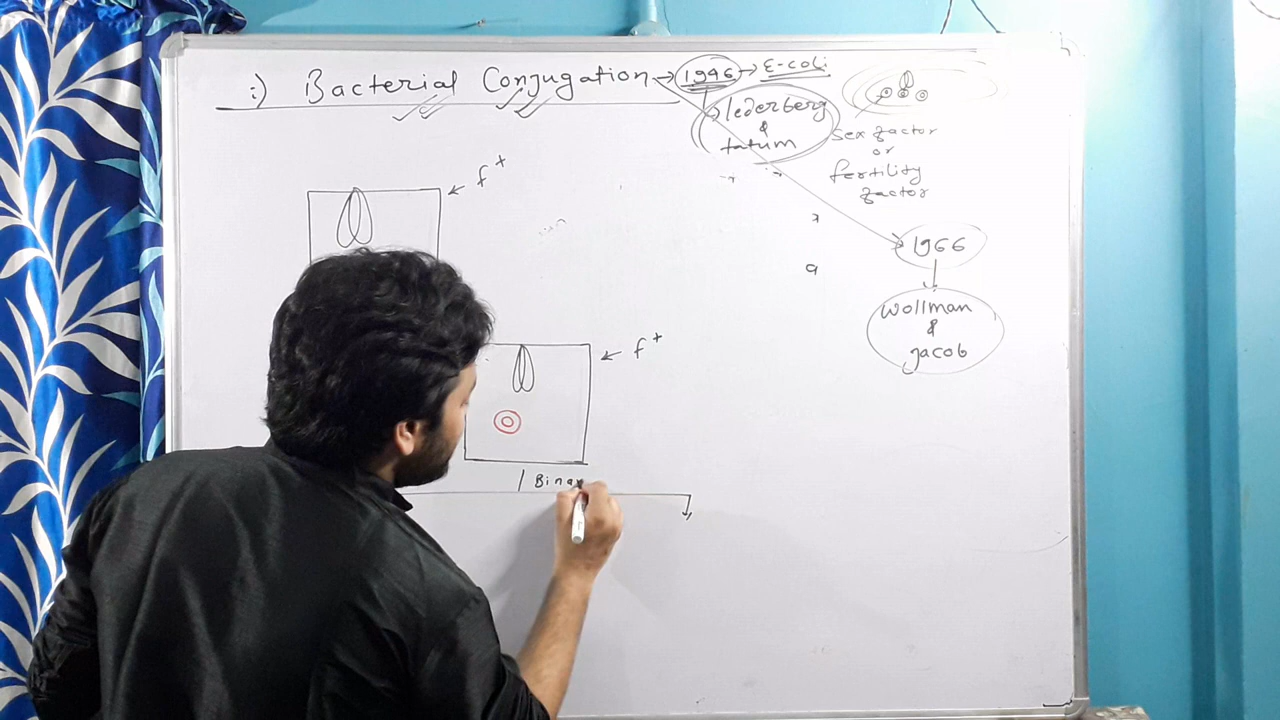 :) Bacterial Conjugation → 1946 → E-coli
lederberg
&
tatum
Sex factor
or
fertility
factor
1966
Wollman
&
Jacob
f+
f+
Binar